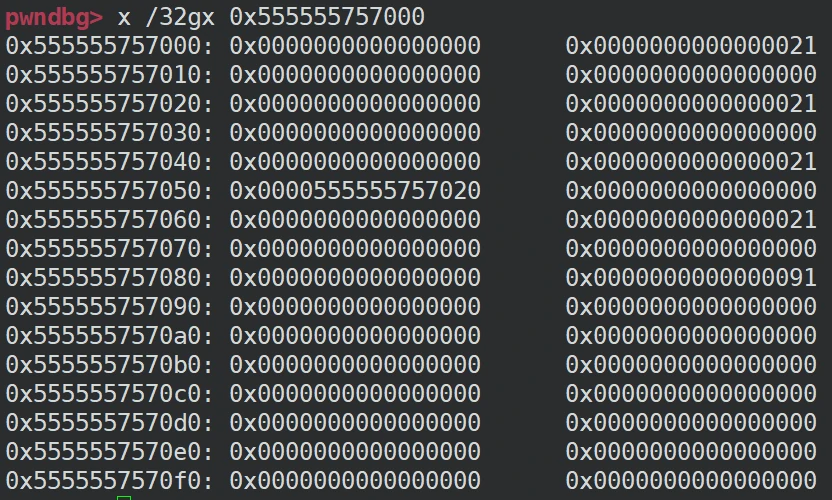 pwndbg> x /32gx 0x555555757000
0x555555757000: 0x0000000000000000 0x0000000000000021
0x555555757010: 0x0000000000000000 0x0000000000000000
0x555555757020: 0x0000000000000000 0x0000000000000021
0x555555757030: 0x0000000000000000 0x0000000000000000
0x555555757040: 0x0000000000000000 0x0000000000000021
0x555555757050: 0x0000555555757020 0x0000000000000000
0x555555757060: 0x0000000000000000 0x0000000000000021
0x555555757070: 0x0000000000000000 0x0000000000000000
0x555555757080: 0x0000000000000000 0x0000000000000091
0x555555757090: 0x0000000000000000 0x0000000000000000
0x5555557570a0: 0x0000000000000000 0x0000000000000000
0x5555557570b0: 0x0000000000000000 0x0000000000000000
0x5555557570c0: 0x0000000000000000 0x0000000000000000
0x5555557570d0: 0x0000000000000000 0x0000000000000000
0x5555557570e0: 0x0000000000000000 0x0000000000000000
0x5555557570f0: 0x0000000000000000 0x0000000000000000